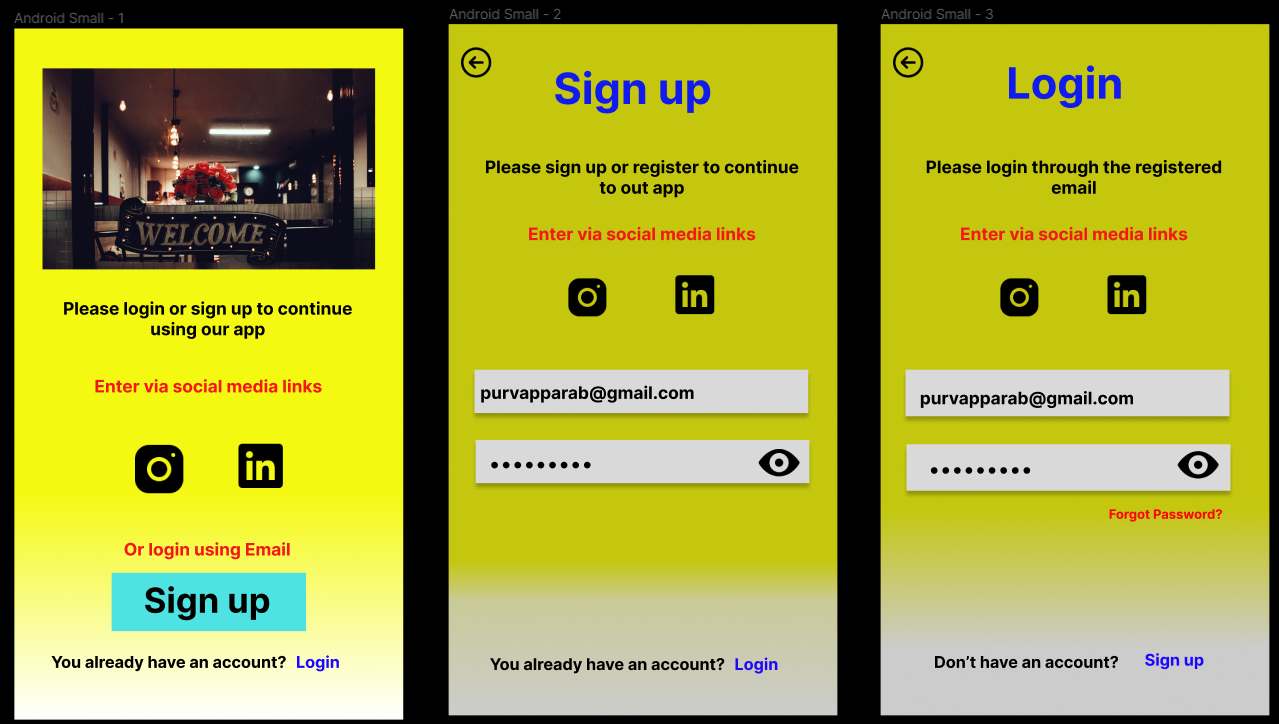 Android Small - 1
WELCOME
Please login or sign up to continue
using our app
Enter via social media links
in
Or login using Email
Sign up
You already have an account? Login
Android Small - 2
Sign up
Please sign up or register to continue
to out app
Enter via social media links
in
purvapparab@gmail.com
You already have an account? Login
Android Small - 3
Login
Please login through the registered
email
Enter via social media links
in
purvapparab@gmail.com
Forgot Password?
Don't have an account? Sign up